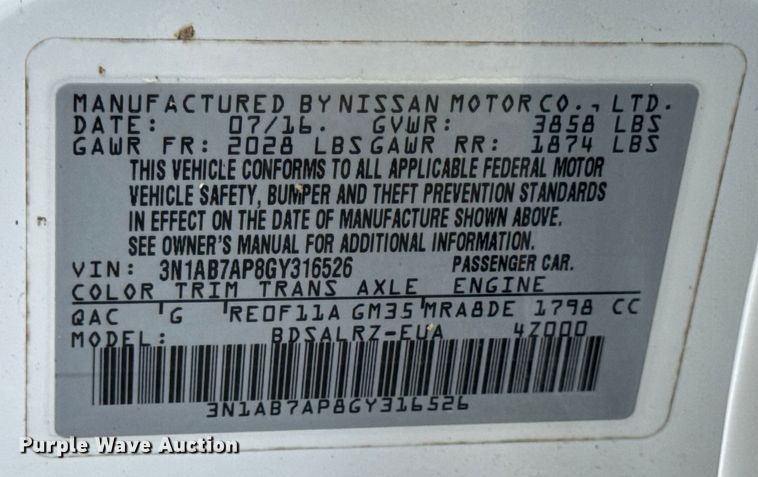 MANUFACTURED BY NISSAN MOTOR CO., LTD.
DATE: 07/16. GVWR: 3858 LBS
GAWR FR: 2028 LBS GAWR RR: 1874 LBS
THIS VEHICLE CONFORMS TO ALL APPLICABLE FEDERAL MOTOR
VEHICLE SAFETY, BUMPER AND THEFT PREVENTION STANDARDS
IN EFFECT ON THE DATE OF MANUFACTURE SHOWN ABOVE.
SEE OWNER'S MANUAL FOR ADDITIONAL INFORMATION.
VIN: 3N1AB7AP8GY316526 PASSENGER CAR.
COLOR TRIM TRANS AXLE ENGINE
QAC G RE0F11A GM35 MRA8DE 1798 CC
MODEL: BDSALRZ-EUA 4Z000
3N1AB7AP8GY316526
Purple Wave Auction